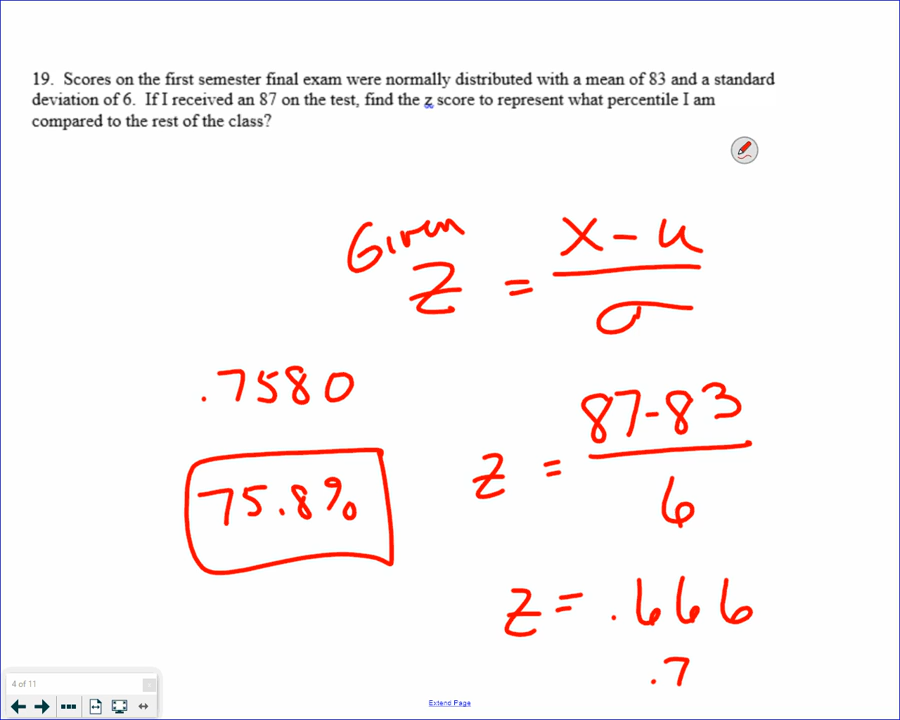 19. Scores on the first semester final exam were normally distributed with a mean of 83 and a standard
deviation of 6. If I received an 87 on the test, find the z score to represent what percentile I am
compared to the rest of the class?
Given
z = x - u
σ
.7580
z = 87-83
6
75.8%
z = .666
.7
4 of 11
Extend Page